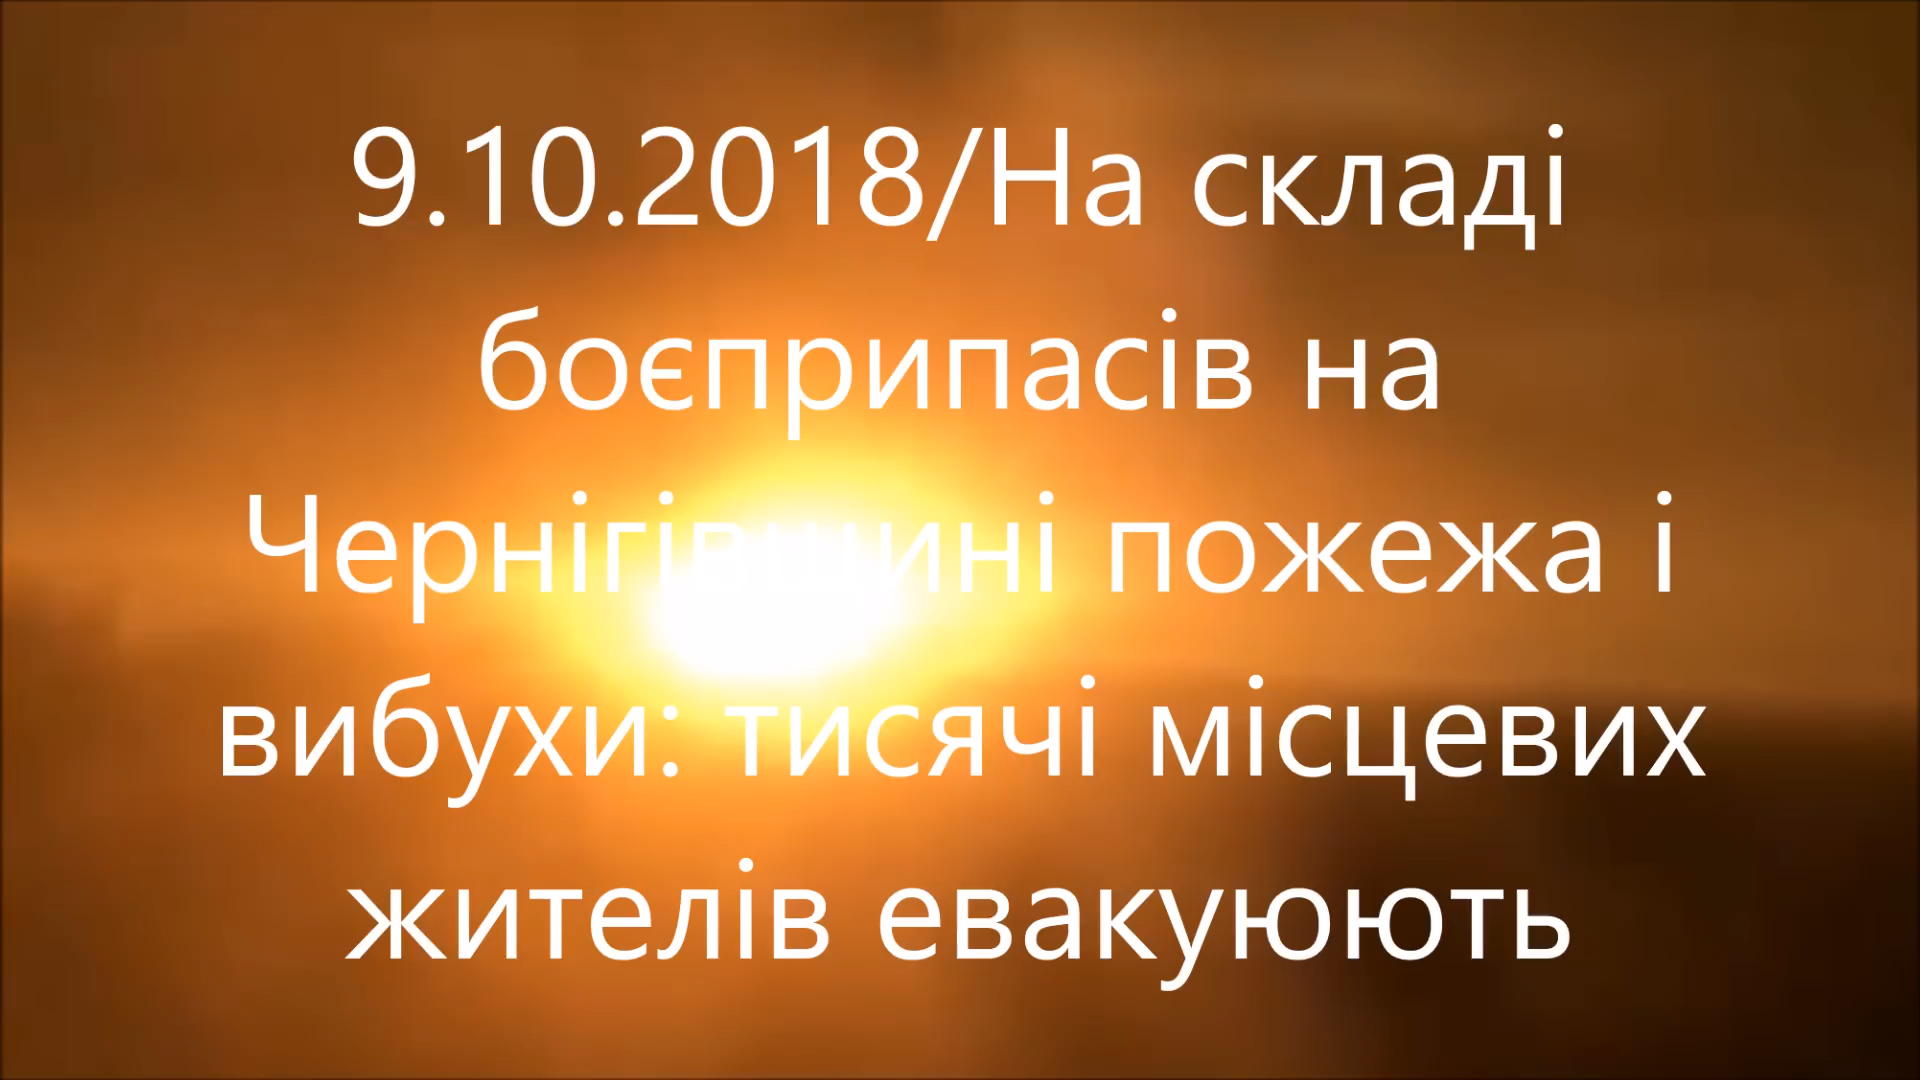 9.10.2018/На складі
боєприпасів на
Чернігівщині пожежа і
вибухи: тисячі місцевих
жителів евакуюють